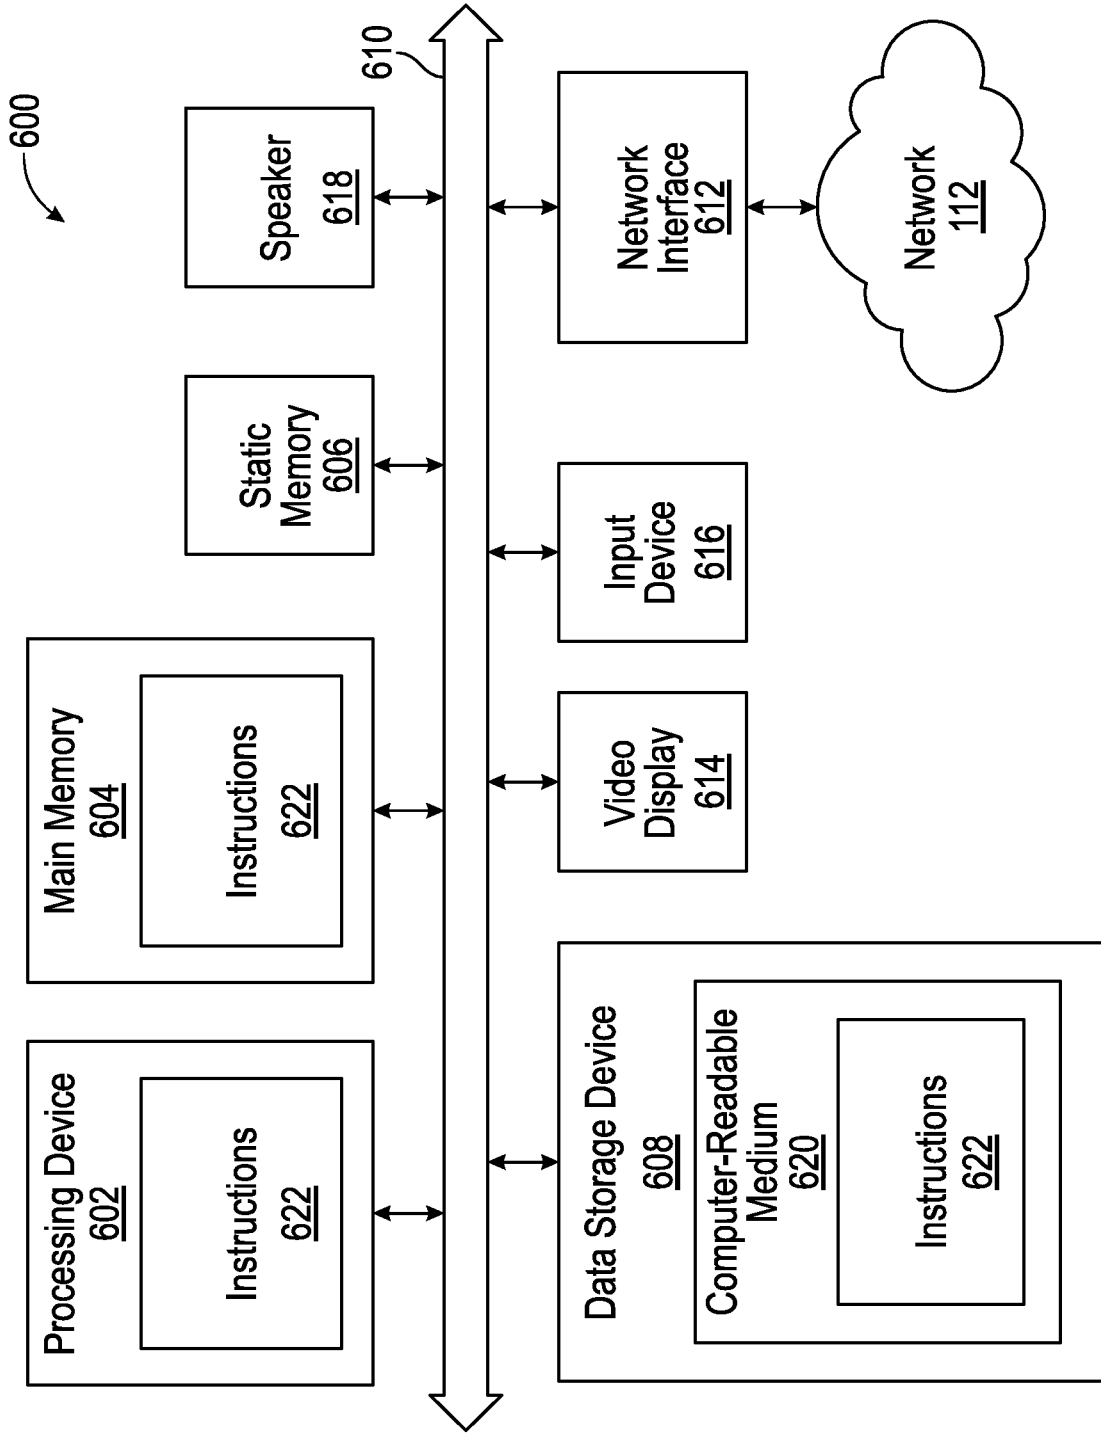 600
Processing Device
602
Instructions
622
Main Memory
604
Instructions
622
Static
Memory
606
Speaker
618
610
Data Storage Device
608
Computer-Readable
Medium
620
Instructions
622
Video
Display
614
Input
Device
616
Network
Interface
612
Network
112